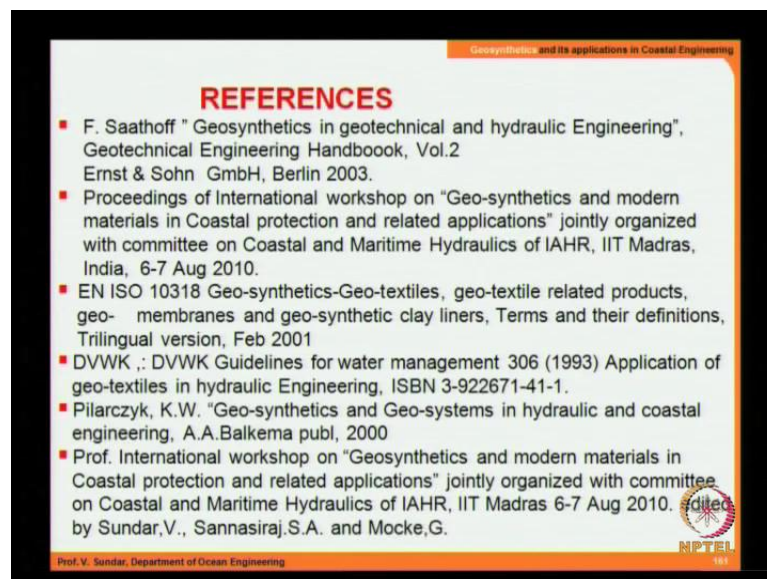 Geosynthetics and its applications in Coastal Engineering
REFERENCES
▪ F. Saathoff " Geosynthetics in geotechnical and hydraulic Engineering",
Geotechnical Engineering Handboook, Vol.2
Ernst & Sohn GmbH, Berlin 2003.
▪ Proceedings of International workshop on “Geo-synthetics and modern
materials in Coastal protection and related applications” jointly organized
with committee on Coastal and Maritime Hydraulics of IAHR, IIT Madras,
India, 6-7 Aug 2010.
▪ EN ISO 10318 Geo-synthetics-Geo-textiles, geo-textile related products,
geo- membranes and geo-synthetic clay liners, Terms and their definitions,
Trilingual version, Feb 2001
▪ DVWK ,: DVWK Guidelines for water management 306 (1993) Application of
geo-textiles in hydraulic Engineering, ISBN 3-922671-41-1.
▪ Pilarczyk, K.W. “Geo-synthetics and Geo-systems in hydraulic and coastal
engineering, A.A.Balkema publ, 2000
▪ Prof. International workshop on “Geosynthetics and modern materials in
Coastal protection and related applications” jointly organized with committee
on Coastal and Maritime Hydraulics of IAHR, IIT Madras 6-7 Aug 2010. edited
by Sundar,V., Sannasiraj.S.A. and Mocke,G.
NPTEL
Prof. V. Sundar, Department of Ocean Engineering
161